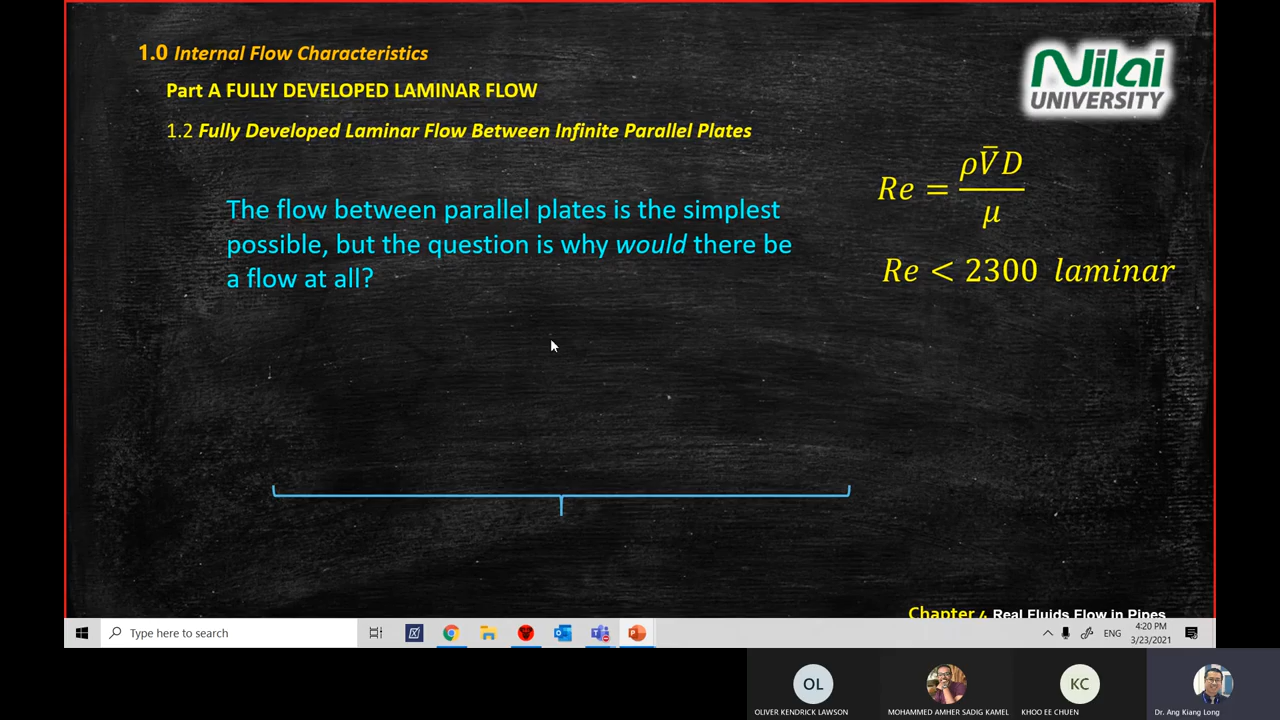 1.0 Internal Flow Characteristics
Part A FULLY DEVELOPED LAMINAR FLOW
1.2 Fully Developed Laminar Flow Between Infinite Parallel Plates
Nilai
UNIVERSITY
The flow between parallel plates is the simplest
possible, but the question is why would there be
a flow at all?
Re = ρV̄D/μ
Re < 2300 laminar
Chapter 4 Real Fluids Flow in Pipes
Type here to search
ENG
4:20 PM
3/23/2021
OL
KC
OLIVER KENDRICK LAWSON
MOHAMMED AMHER SADIG KAMEL
KHOO EE CHUEN
Dr. Ang Kiang Long